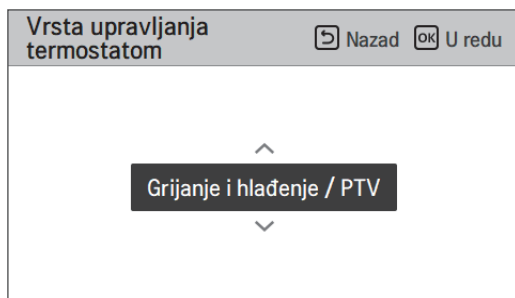 Vrsta upravljanja
termostatom
Nazad
OK U redu
Grijanje i hlađenje / PTV